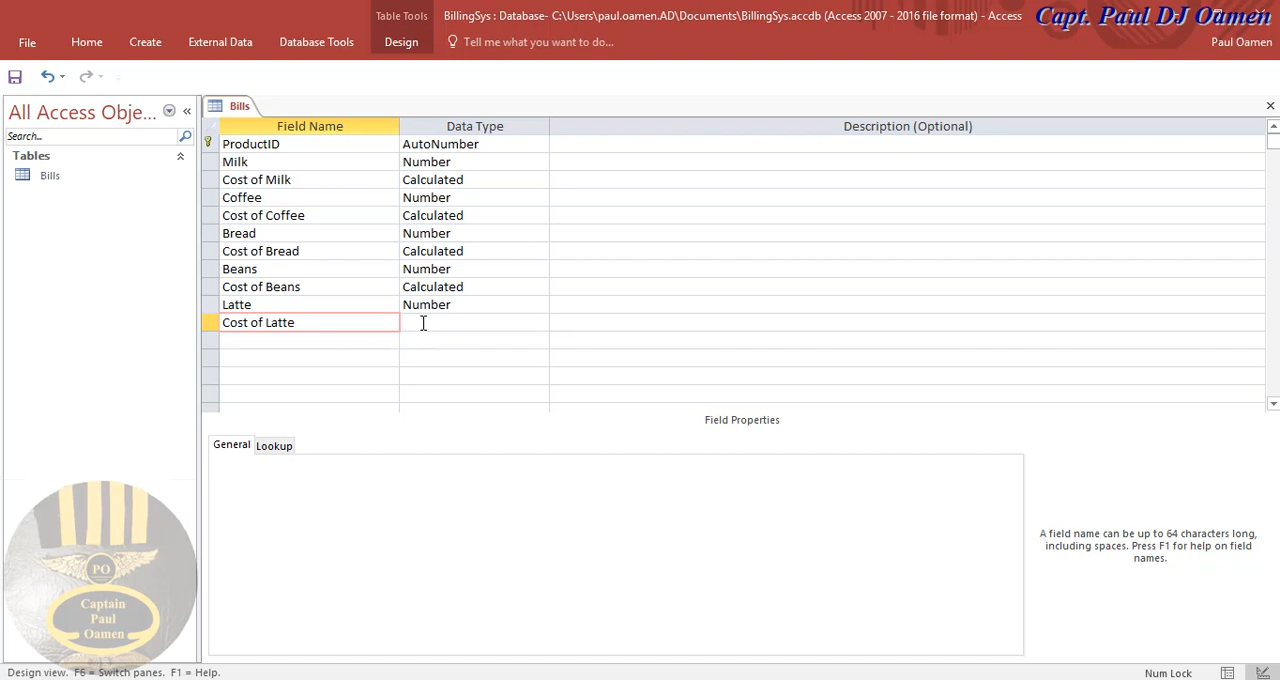 Table Tools
BillingSys : Database- C:\Users\paul.oamen.AD\Documents\BillingSys.accdb (Access 2007 - 2016 file format) - Access
Capt. Paul DJ Oamen
File Home Create External Data Database Tools Design Tell me what you want to do... Paul Oamen
All Access Obje...
Search...
Tables
Bills
Bills
Field Name Data Type Description (Optional)
ProductID AutoNumber
Milk Number
Cost of Milk Calculated
Coffee Number
Cost of Coffee Calculated
Bread Number
Cost of Bread Calculated
Beans Number
Cost of Beans Calculated
Latte Number
Cost of Latte
Field Properties
General Lookup
A field name can be up to 64 characters long,
including spaces. Press F1 for help on field
names.
PO
Captain
Paul
Oamen
Design view. F6 = Switch panes. F1 = Help.
Num Lock